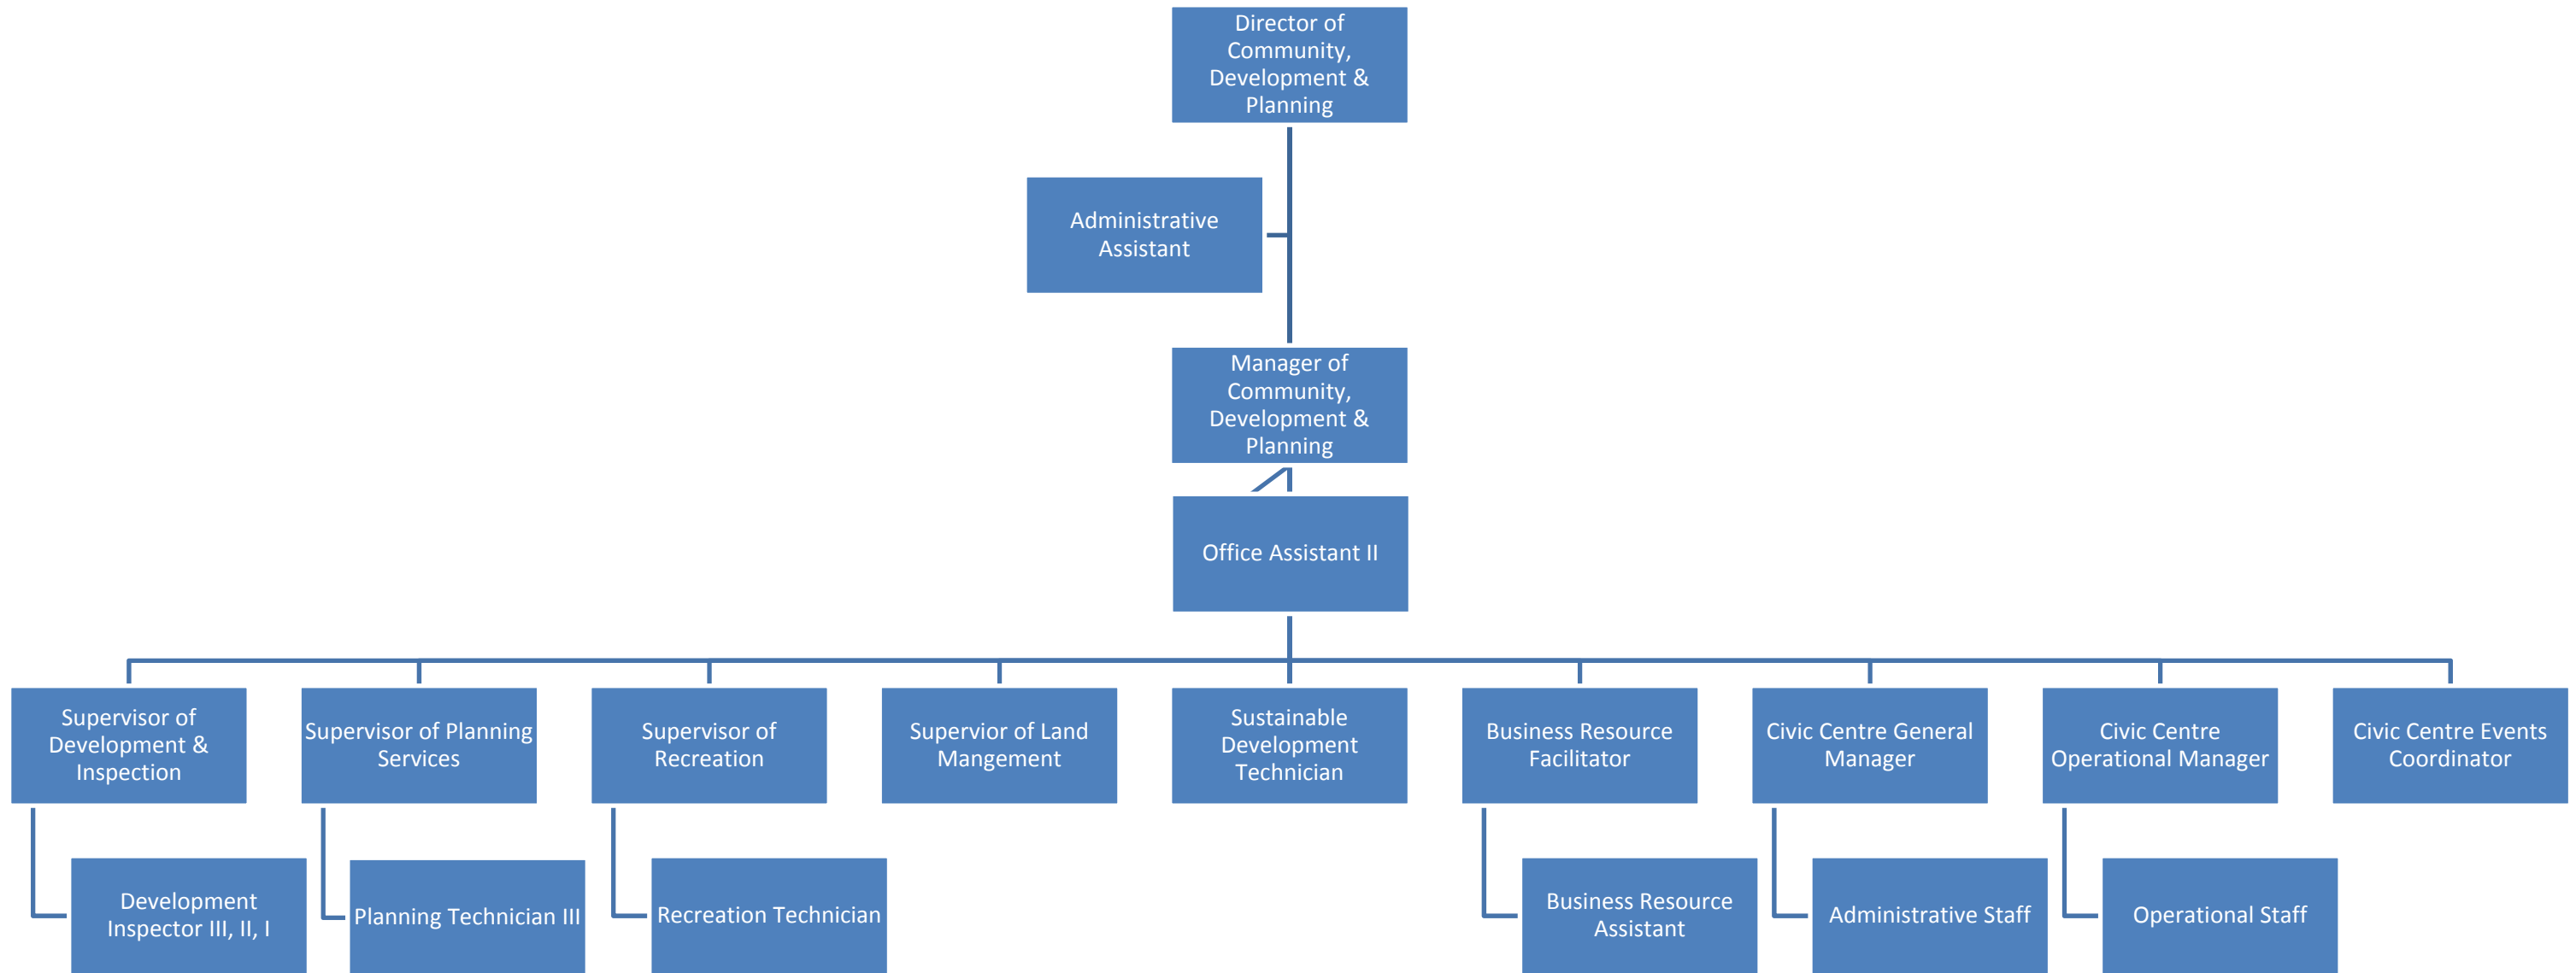 Director of
Community,
Development &
Planning
Administrative
Assistant
Manager of
Community,
Development &
Planning
Office Assistant II
Supervisor of
Development &
Inspection
Supervisor of Planning
Services
Supervisor of
Recreation
Supervior of Land
Mangement
Sustainable
Development
Technician
Business Resource
Facilitator
Civic Centre General
Manager
Civic Centre
Operational Manager
Civic Centre Events
Coordinator
Development
Inspector III, II, I
Planning Technician III
Recreation Technician
Business Resource
Assistant
Administrative Staff
Operational Staff